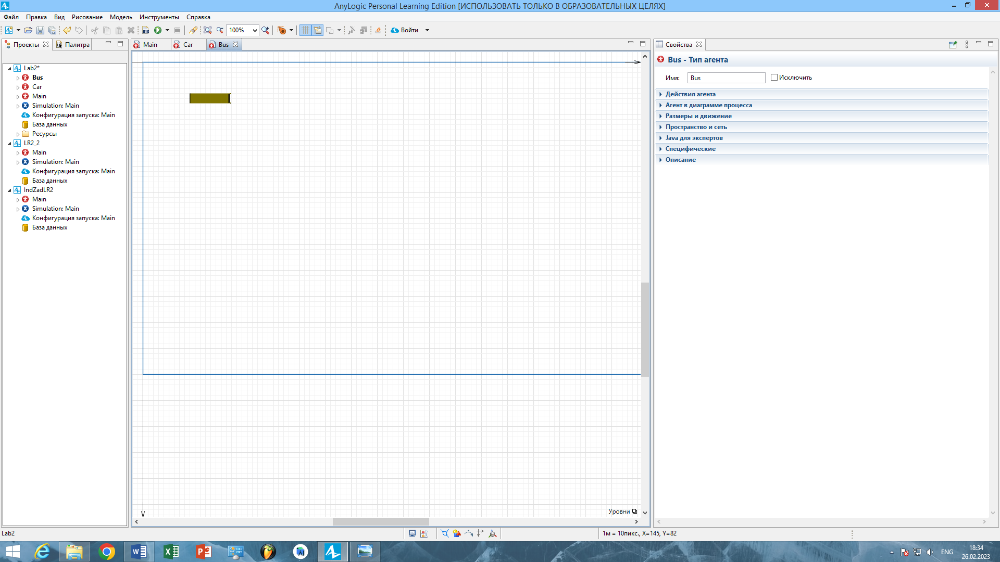 AnyLogic Personal Learning Edition [ИСПОЛЬЗОВАТЬ ТОЛЬКО В ОБРАЗОВАТЕЛЬНЫХ ЦЕЛЯХ]
Файл Правка Вид Рисование Модель Инструменты Справка
100% Войти
Проекты Палитра
Main Car Bus
Свойства
Lab2*
Bus
Car
Main
Simulation: Main
Конфигурация запуска: Main
База данных
Ресурсы
LR2_2
Main
Simulation: Main
Конфигурация запуска: Main
База данных
IndZadLR2
Main
Simulation: Main
Конфигурация запуска: Main
База данных
Уровни
Bus - Тип агента
Имя: Bus Исключить
Действия агента
Агент в диаграмме процесса
Размеры и движение
Пространство и сеть
Java для экспертов
Специфические
Описание
Lab2
1м = 10пикс., X=145, Y=82
ENG
18:34
26.02.2023